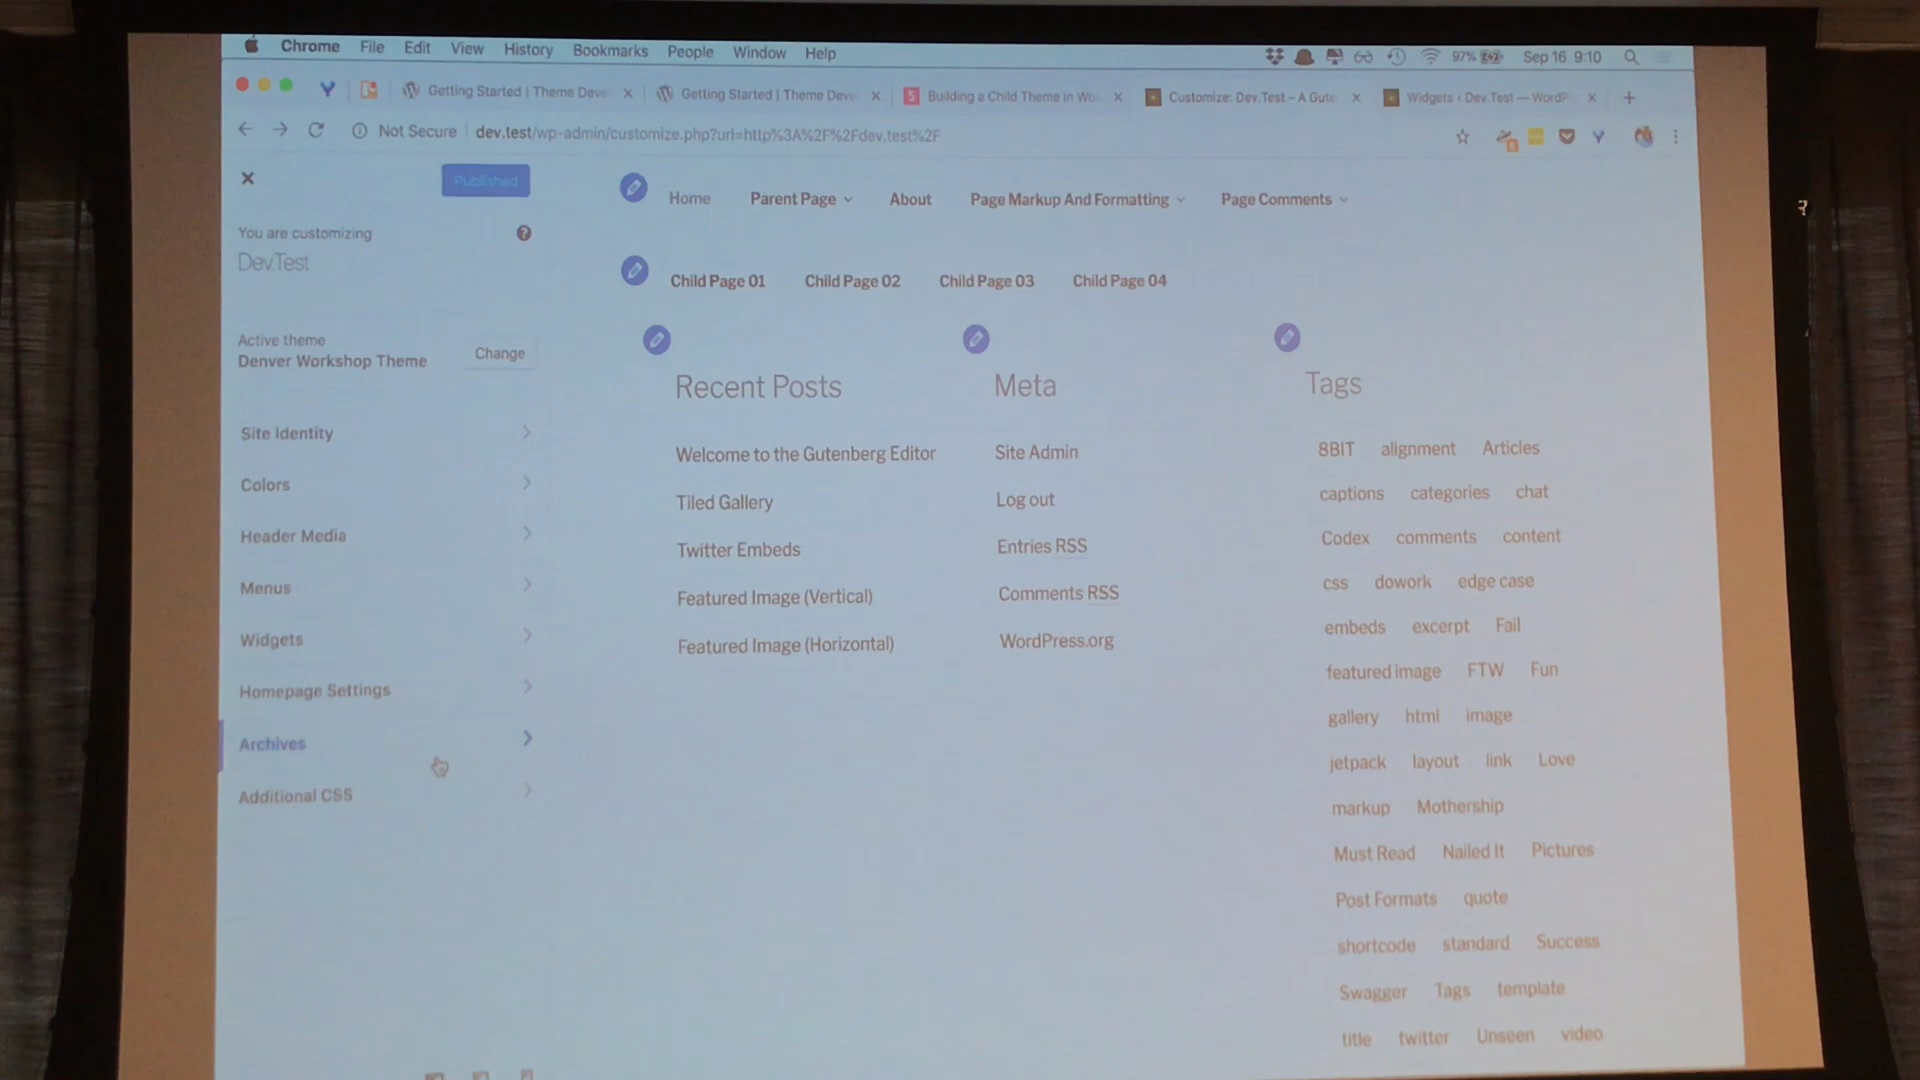 Chrome File Edit View History Bookmarks People Window Help 97% Sep 16 9:10
Getting Started | Theme Deve Getting Started | Theme Deve Building a Child Theme in Wo Customize: Dev.Test – A Gute Widgets ‹ Dev.Test — WordP
Not Secure dev.test/wp-admin/customize.php?url=http%3A%2F%2Fdev.test%2F
Published
You are customizing
Dev.Test
Active theme
Denver Workshop Theme
Change
Site Identity
Colors
Header Media
Menus
Widgets
Homepage Settings
Archives
Additional CSS
Home Parent Page About Page Markup And Formatting Page Comments
Child Page 01 Child Page 02 Child Page 03 Child Page 04
Recent Posts
Welcome to the Gutenberg Editor
Tiled Gallery
Twitter Embeds
Featured Image (Vertical)
Featured Image (Horizontal)
Meta
Site Admin
Log out
Entries RSS
Comments RSS
WordPress.org
Tags
8BIT alignment Articles
captions categories chat
Codex comments content
css dowork edge case
embeds excerpt Fail
featured image FTW Fun
gallery html image
jetpack layout link Love
markup Mothership
Must Read Nailed It Pictures
Post Formats quote
shortcode standard Success
Swagger Tags template
title twitter Unseen video